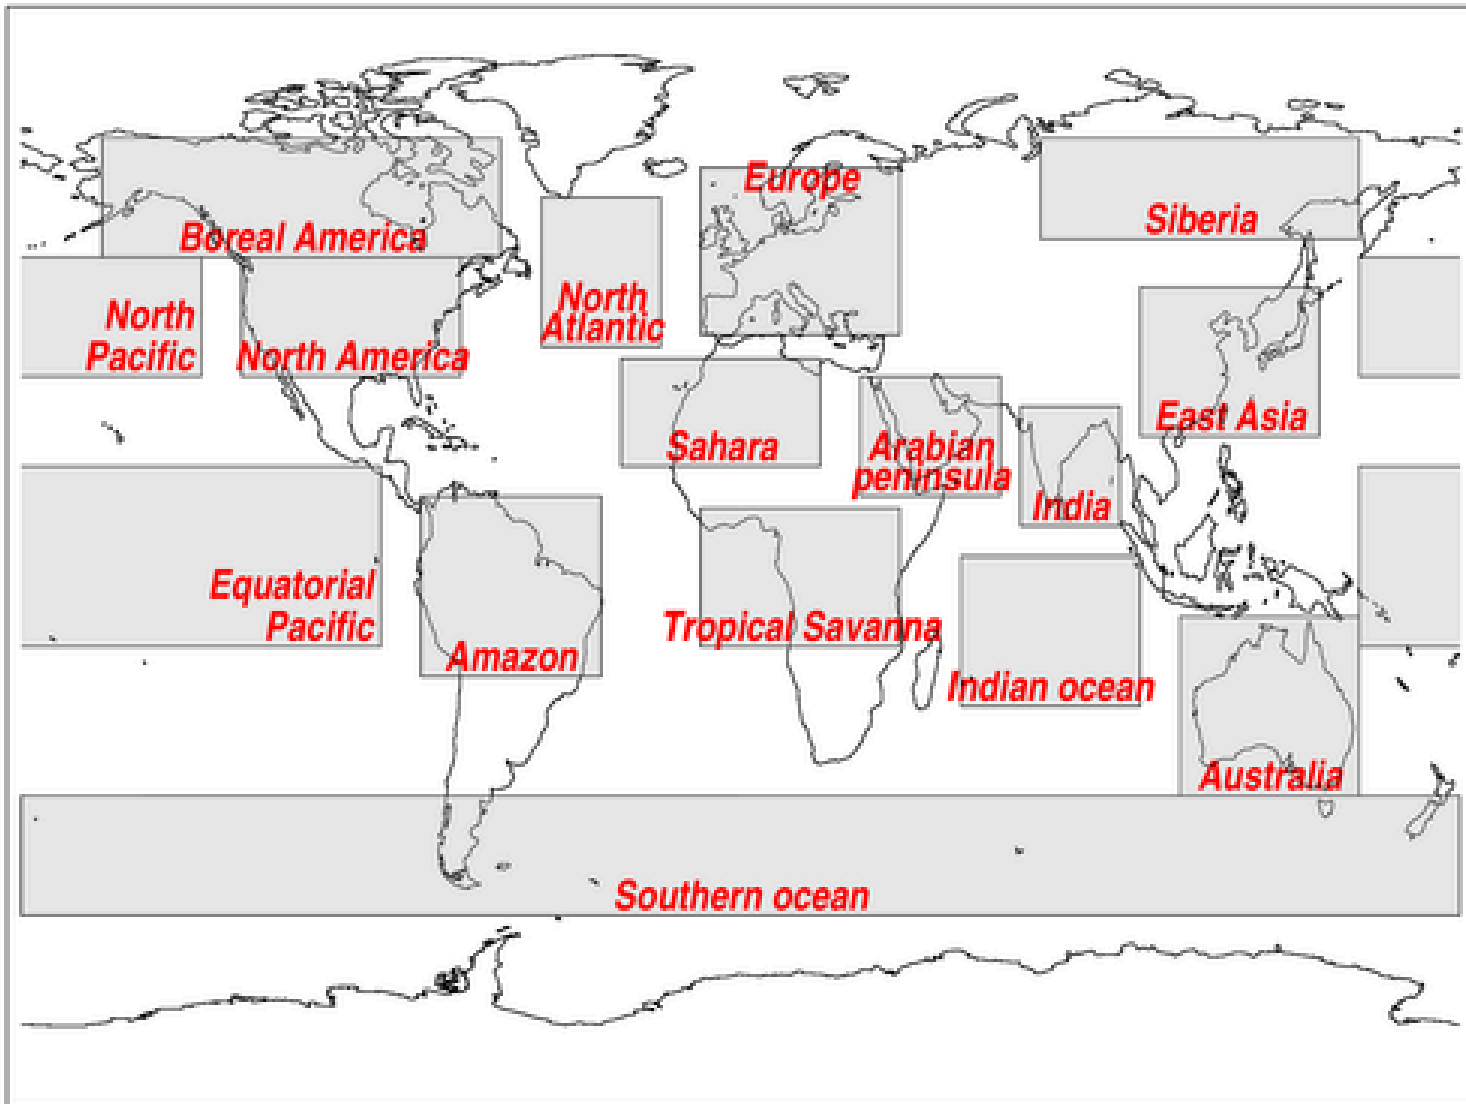 Europe
Siberia
Boreal America
North
Atlantic
North
Pacific
North America
East Asia
Sahara
Arabian
peninsula
India
Equatorial
Pacific
Tropical Savanna
Amazon
Indian ocean
Australia
Southern ocean